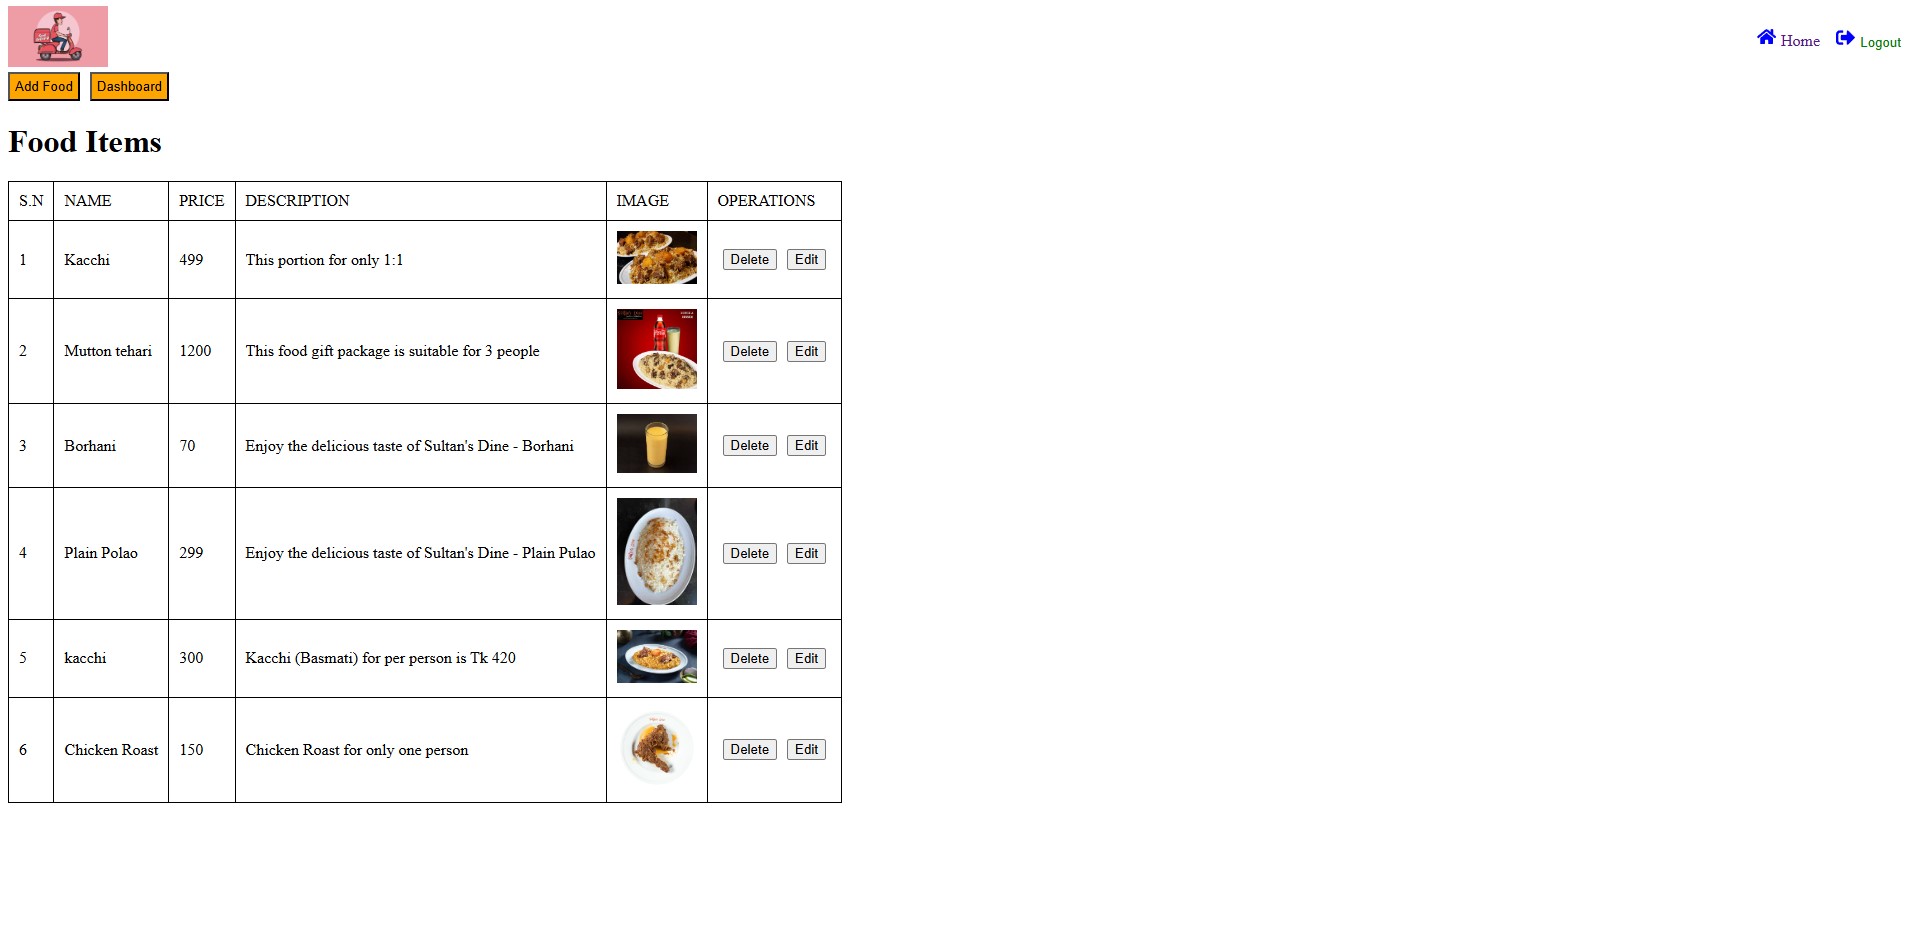 Home Logout
Add Food Dashboard
Food Items
S.N NAME PRICE DESCRIPTION IMAGE OPERATIONS
1 Kacchi 499 This portion for only 1:1 Delete Edit
2 Mutton tehari 1200 This food gift package is suitable for 3 people Delete Edit
3 Borhani 70 Enjoy the delicious taste of Sultan's Dine - Borhani Delete Edit
4 Plain Polao 299 Enjoy the delicious taste of Sultan's Dine - Plain Pulao Delete Edit
5 kacchi 300 Kacchi (Basmati) for per person is Tk 420 Delete Edit
6 Chicken Roast 150 Chicken Roast for only one person Delete Edit